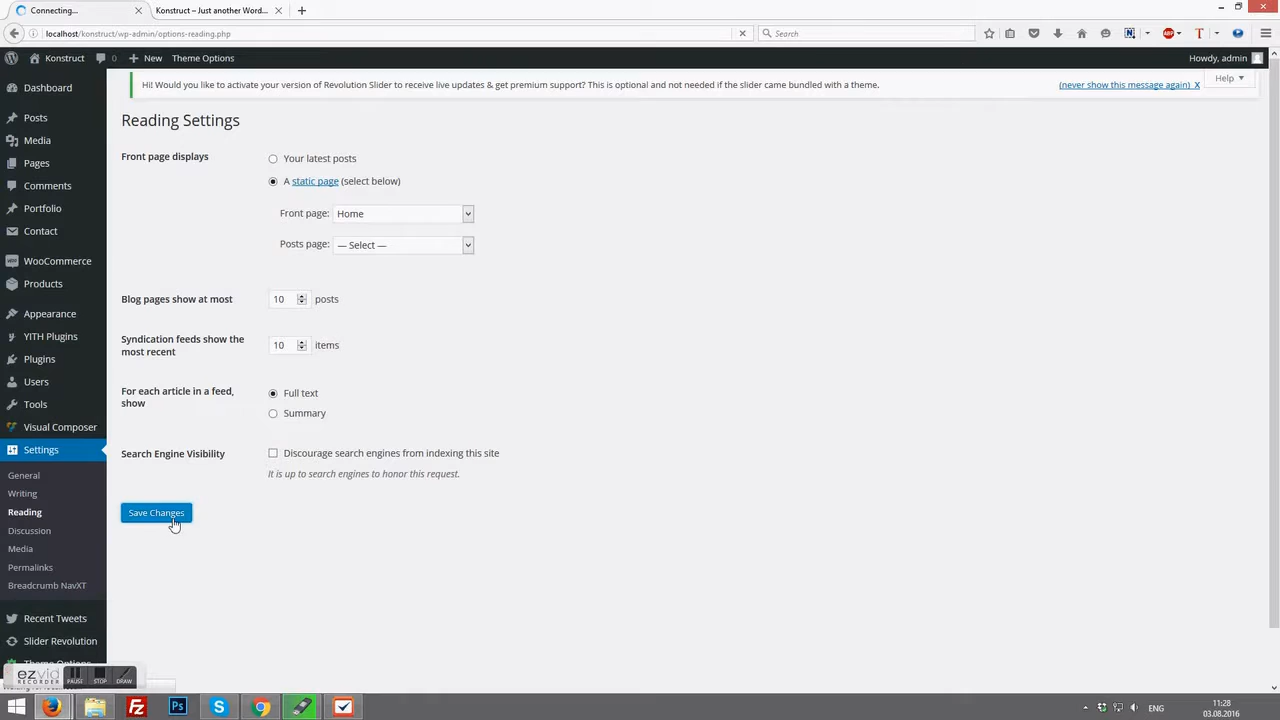 Connecting...
Konstruct – Just another Word...
localhost/konstruct/wp-admin/options-reading.php
Search
Konstruct
0
New
Theme Options
Howdy, admin
Dashboard
Posts
Media
Pages
Comments
Portfolio
Contact
WooCommerce
Products
Appearance
YITH Plugins
Plugins
Users
Tools
Visual Composer
Settings
General
Writing
Reading
Discussion
Media
Permalinks
Breadcrumb NavXT
Recent Tweets
Slider Revolution
Theme Options
Hi! Would you like to activate your version of Revolution Slider to receive live updates & get premium support? This is optional and not needed if the slider came bundled with a theme.
(never show this message again) X
Help
Reading Settings
Front page displays
Your latest posts
A static page (select below)
Front page: Home
Posts page: — Select —
Blog pages show at most
10 posts
Syndication feeds show the
most recent
10 items
For each article in a feed,
show
Full text
Summary
Search Engine Visibility
Discourage search engines from indexing this site
It is up to search engines to honor this request.
Save Changes
ezvid
RECORDER
PAUSE
STOP
DRAW
ENG
11:28
03.08.2016